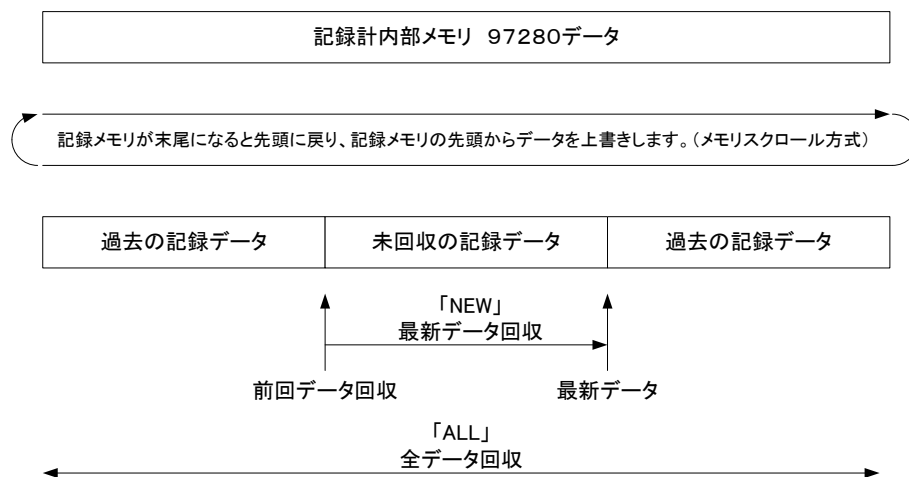 記録計内部メモリ 97280データ
記録メモリが末尾になると先頭に戻り、記録メモリの先頭からデータを上書きします。(メモリスクロール方式)
過去の記録データ 未回収の記録データ 過去の記録データ
「NEW」
最新データ回収
前回データ回収 最新データ
「ALL」
全データ回収